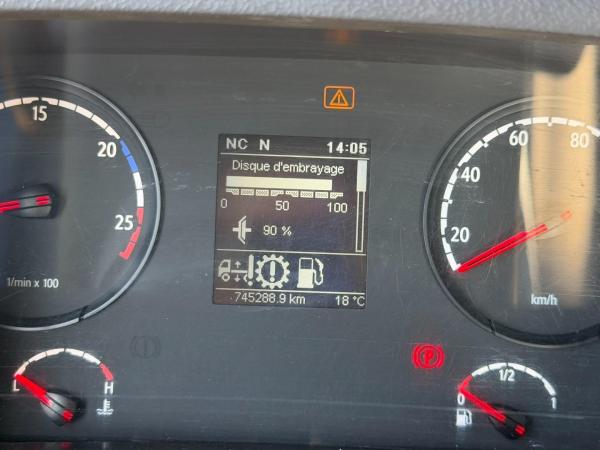 15
20
25
1/min x 100
NC N 14:05
Disque d'embrayage
0 50 100
90 %
745288.9 km 18 °C
20
40
60
80
km/h
L H
P
0 1/2 1